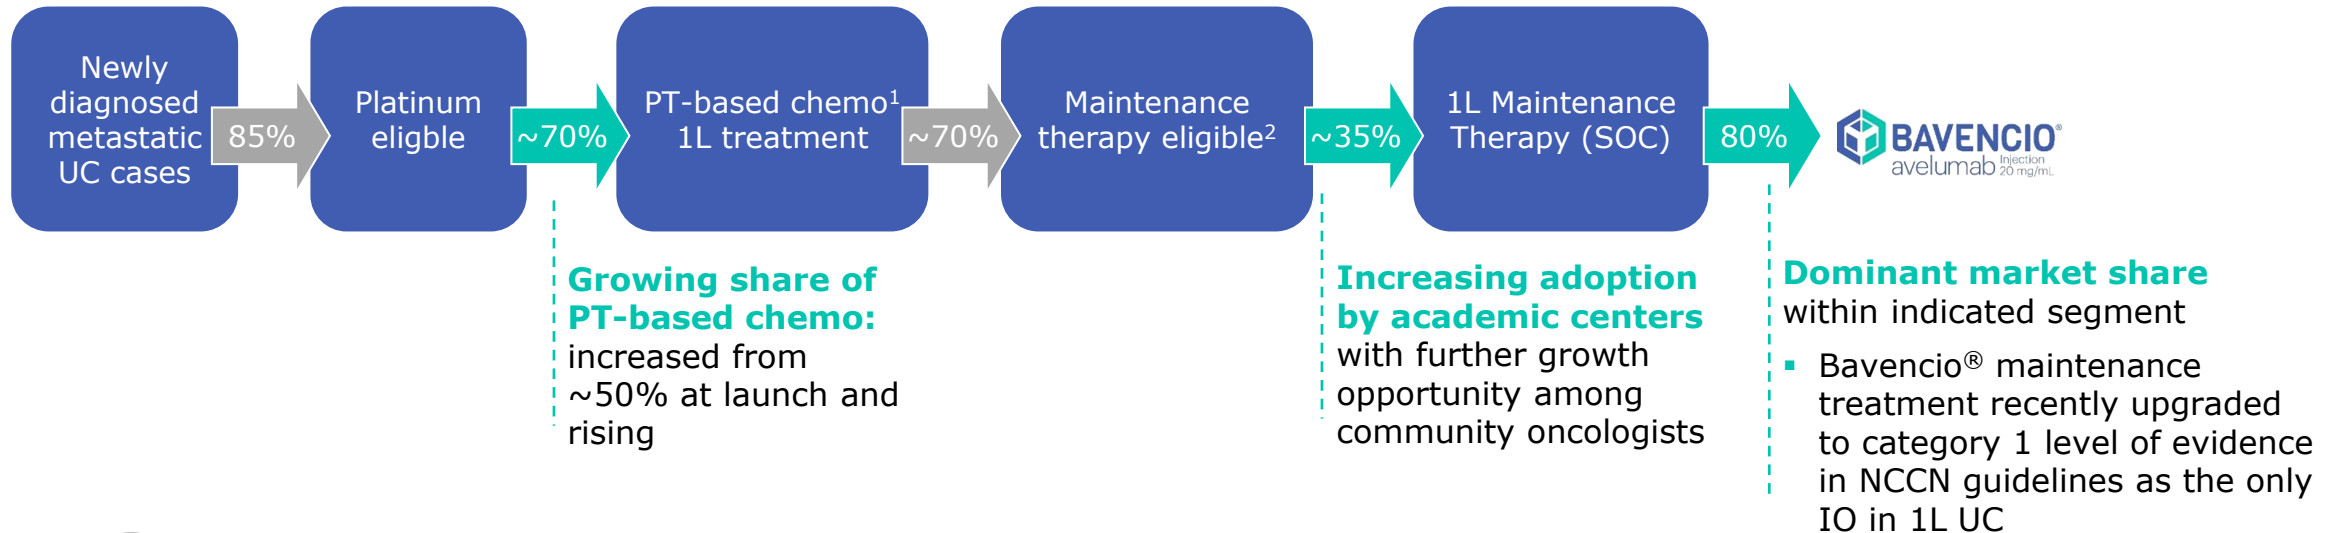 Newly
diagnosed
metastatic
UC cases
85%
Platinum
eligble
~70%
PT-based chemo¹
1L treatment
~70%
Maintenance
therapy eligible²
~35%
1L Maintenance
Therapy (SOC)
80%
BAVENCIO®
avelumab Injection
20 mg/mL
Growing share of
PT-based chemo:
increased from
~50% at launch and
rising
Increasing adoption
by academic centers
with further growth
opportunity among
community oncologists
Dominant market share
within indicated segment
▪ Bavencio® maintenance
treatment recently upgraded
to category 1 level of evidence
in NCCN guidelines as the only
IO in 1L UC